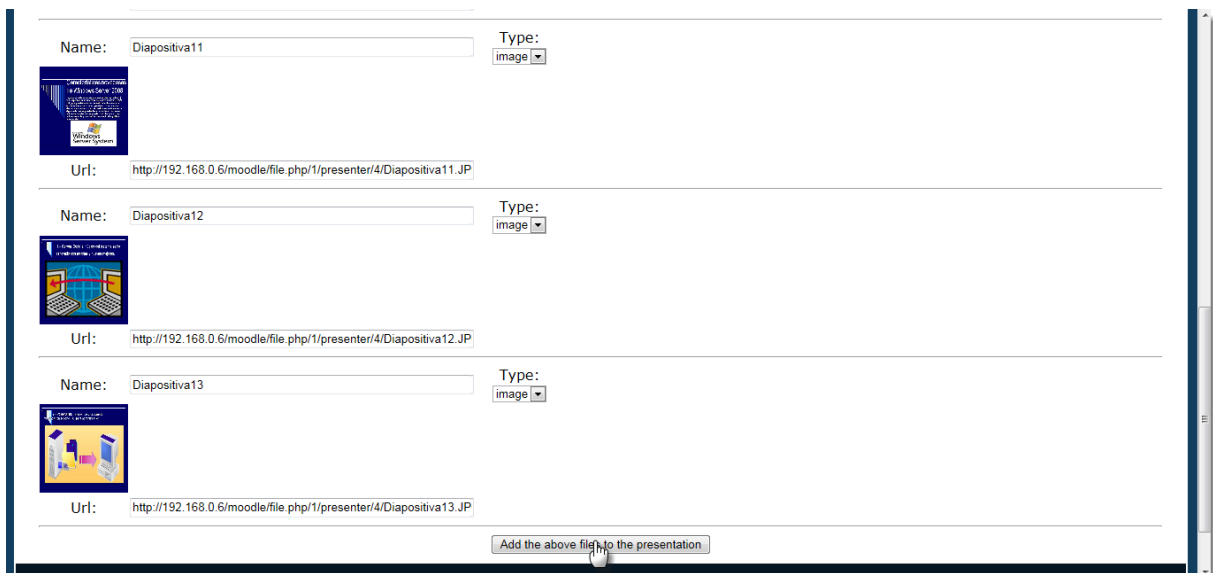 Name: Diapositiva11 Type:
image
Windows
Server System
Url: http://192.168.0.6/moodle/file.php/1/presenter/4/Diapositiva11.JP
Name: Diapositiva12 Type:
image
Url: http://192.168.0.6/moodle/file.php/1/presenter/4/Diapositiva12.JP
Name: Diapositiva13 Type:
image
Url: http://192.168.0.6/moodle/file.php/1/presenter/4/Diapositiva13.JP
Add the above files to the presentation